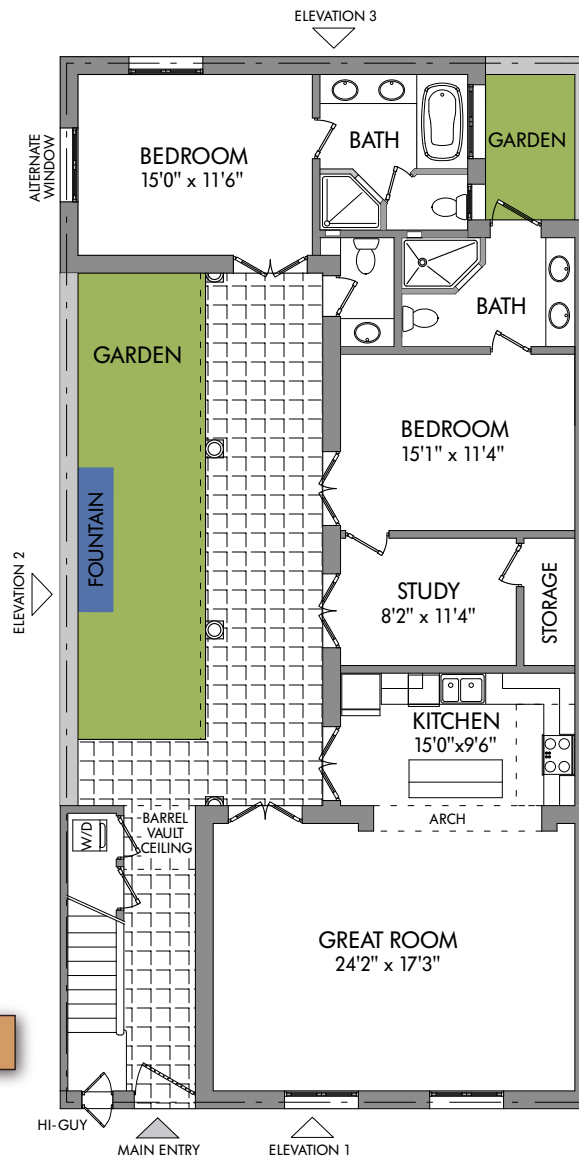 ELEVATION 3
ALTERNATE
WINDOW
BEDROOM
15'0" x 11'6"
BATH
GARDEN
BATH
GARDEN
BEDROOM
15'1" x 11'4"
FOUNTAIN
ELEVATION 2
STUDY
8'2" x 11'4"
STORAGE
KITCHEN
15'0"x9'6"
ARCH
W/D
BARREL
VAULT
CEILING
GREAT ROOM
24'2" x 17'3"
HI-GUY
MAIN ENTRY
ELEVATION 1